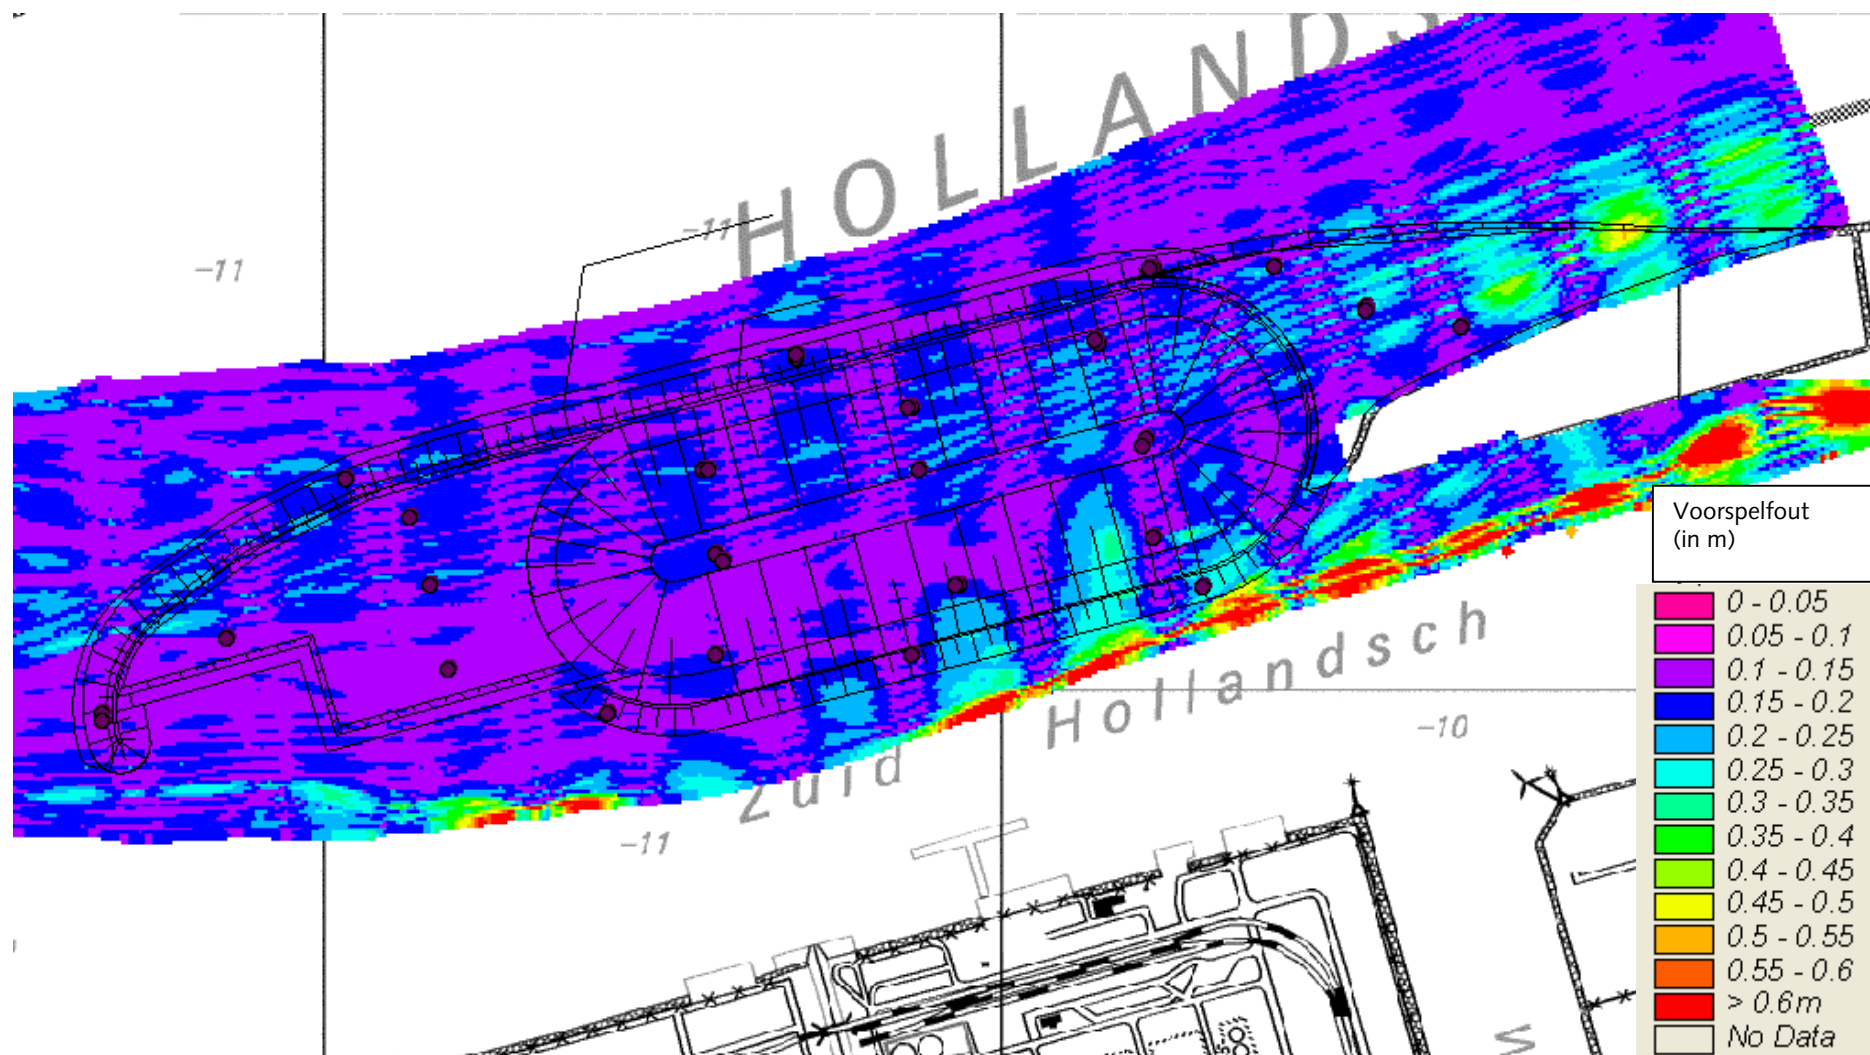 HOLLANDS
-11
-11
Voorspelfout
(in m)
0 - 0.05
0.05 - 0.1
0.1 - 0.15
0.15 - 0.2
0.2 - 0.25
0.25 - 0.3
0.3 - 0.35
0.35 - 0.4
0.4 - 0.45
0.45 - 0.5
0.5 - 0.55
0.55 - 0.6
> 0.6m
No Data
Zuid Hollandsch
-10
-11